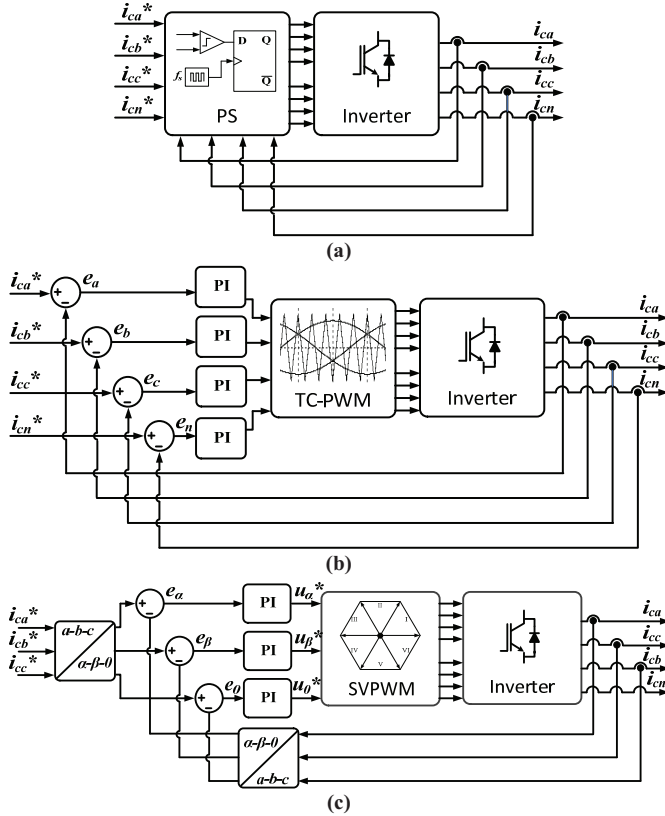 ica*
icb*
icc*
icn*
fs
D Q
Q
PS
Inverter
ica
icb
icc
icn
(a)
ica*
icb*
icc*
icn*
+ − ea
+ − eb
+ − ec
+ − en
PI
PI
PI
PI
TC-PWM
Inverter
ica
icb
icc
icn
(b)
ica*
icb*
icc*
a-b-c
α-β-0
+ − eα
+ − eβ
+ − e0
PI
PI
PI
uα*
uβ*
u0*
I
II
III
IV
V
VI
SVPWM
Inverter
ica
icc
icb
icn
α-β-0
a-b-c
(c)